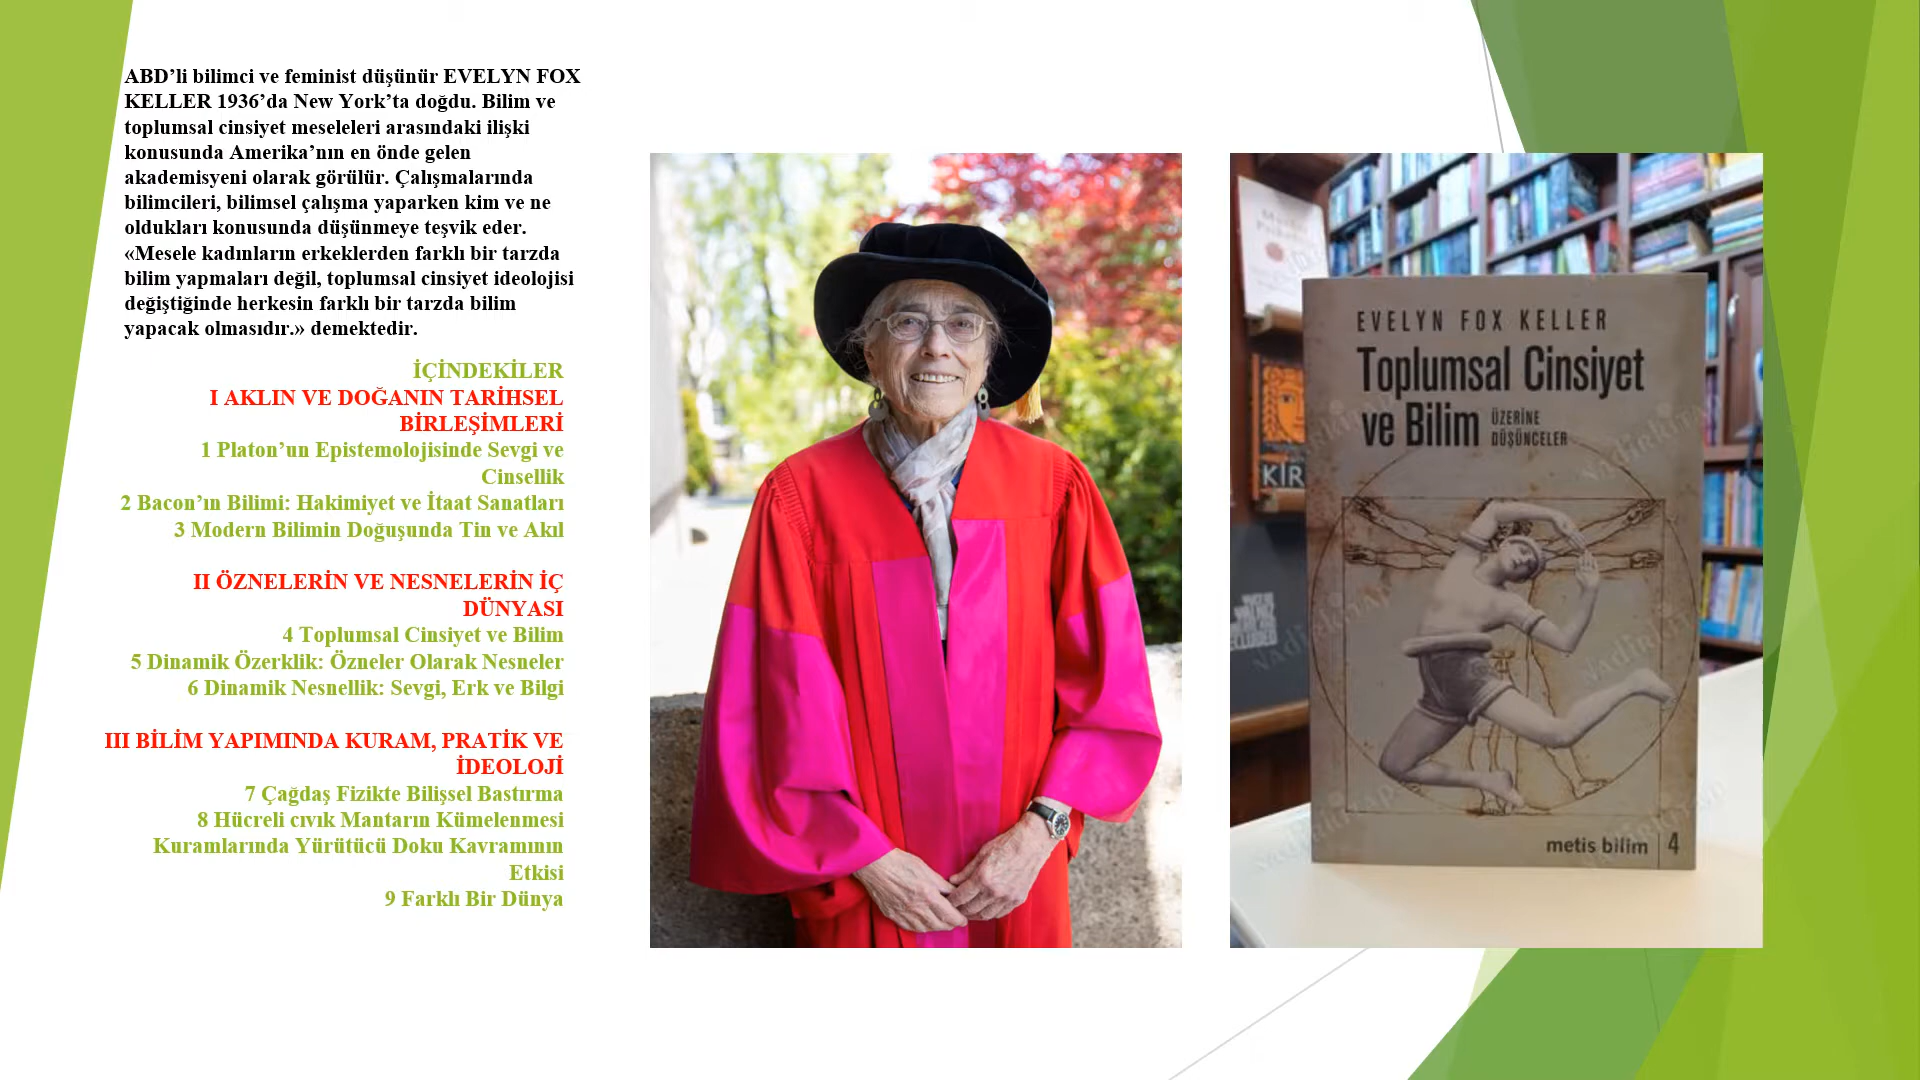 ABD’li bilimci ve feminist düşünür EVELYN FOX
KELLER 1936’da New York’ta doğdu. Bilim ve
toplumsal cinsiyet meseleleri arasındaki ilişki
konusunda Amerika’nın en önde gelen
akademisyeni olarak görülür. Çalışmalarında
bilimcileri, bilimsel çalışma yaparken kim ve ne
oldukları konusunda düşünmeye teşvik eder.
«Mesele kadınların erkeklerden farklı bir tarzda
bilim yapmaları değil, toplumsal cinsiyet ideolojisi
değiştiğinde herkesin farklı bir tarzda bilim
yapacak olmasıdır.» demektedir.
İÇİNDEKİLER
I AKLIN VE DOĞANIN TARİHSEL
BİRLEŞİMLERİ
1 Platon’un Epistemolojisinde Sevgi ve
Cinsellik
2 Bacon’ın Bilimi: Hakimiyet ve İtaat Sanatları
3 Modern Bilimin Doğuşunda Tin ve Akıl
II ÖZNELERİN VE NESNELERİN İÇ
DÜNYASI
4 Toplumsal Cinsiyet ve Bilim
5 Dinamik Özerklik: Özneler Olarak Nesneler
6 Dinamik Nesnellik: Sevgi, Erk ve Bilgi
III BİLİM YAPIMINDA KURAM, PRATİK VE
İDEOLOJİ
7 Çağdaş Fizikte Bilişsel Bastırma
8 Hücreli cıvık Mantarın Kümelenmesi
Kuramlarında Yürütücü Doku Kavramının
Etkisi
9 Farklı Bir Dünya
EVELYN FOX KELLER
Toplumsal Cinsiyet
ve Bilim ÜZERİNE
DÜŞÜNCELER
metis bilim | 4
KİR